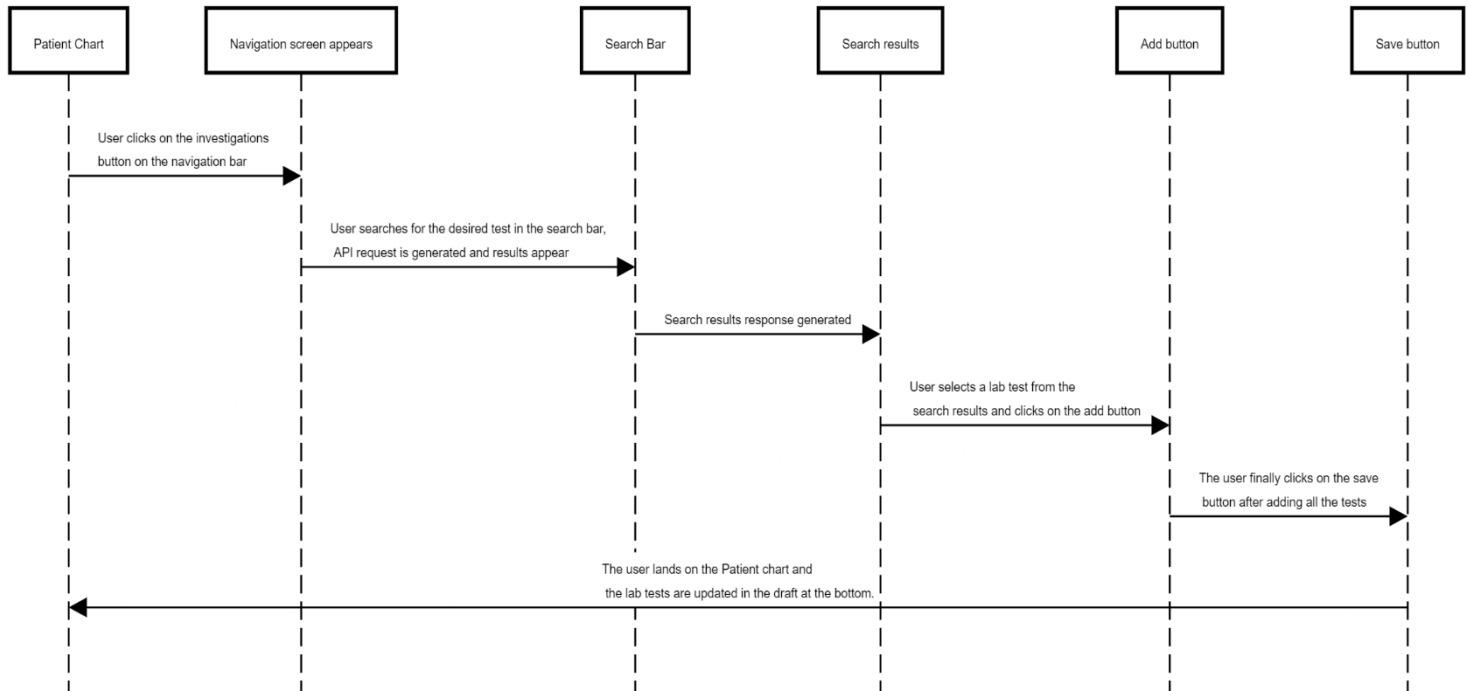 Patient Chart
Navigation screen appears
Search Bar
Search results
Add button
Save button
User clicks on the investigations
button on the navigation bar
User searches for the desired test in the search bar,
API request is generated and results appear
Search results response generated
User selects a lab test from the
search results and clicks on the add button
The user finally clicks on the save
button after adding all the tests
The user lands on the Patient chart and
the lab tests are updated in the draft at the bottom.